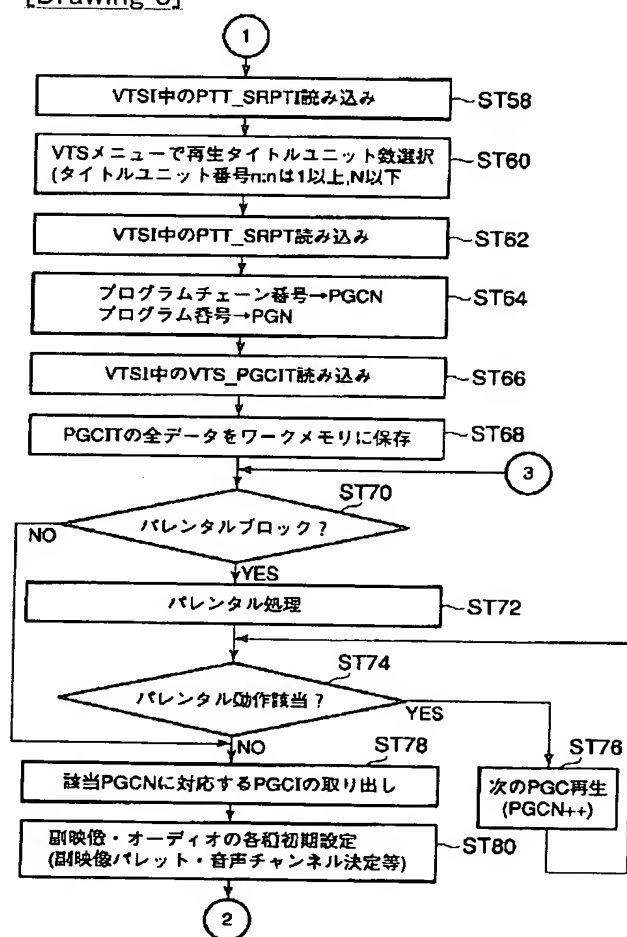 1
VTSI中のPTT_SRPTI読み込み
ST58
VTSメニューで再生タイトルユニット数選択
(タイトルユニット番号n:nは1以上,N以下
ST60
VTSI中のPTT_SRPT読み込み
ST62
プログラムチェーン番号→PGCN
プログラム番号→PGN
ST64
VTSI中のVTS_PGCIT読み込み
ST66
PGCITの全データをワークメモリに保存
ST68
3
ST70
パレンタルブロック?
NO
YES
パレンタル処理
ST72
ST74
パレンタル動作該当?
YES
NO
ST78
ST76
該当PGCNに対応するPGCIの取り出し
次のPGC再生
(PGCN++)
副映像・オーディオの各種初期設定
(副映像パレット・音声チャンネル決定等)
ST80
2